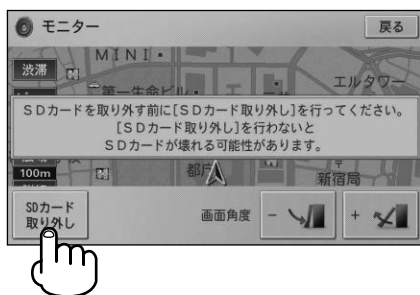 モニター
戻る
MINI
渋滞
第一生命ビル
エルタワー
SDカードを取り外す前に[SDカード取り外し]を行ってください。
[SDカード取り外し]を行わないと
SDカードが壊れる可能性があります。
100m
都庁
新宿局
SDカード
取り外し
画面角度
-
+